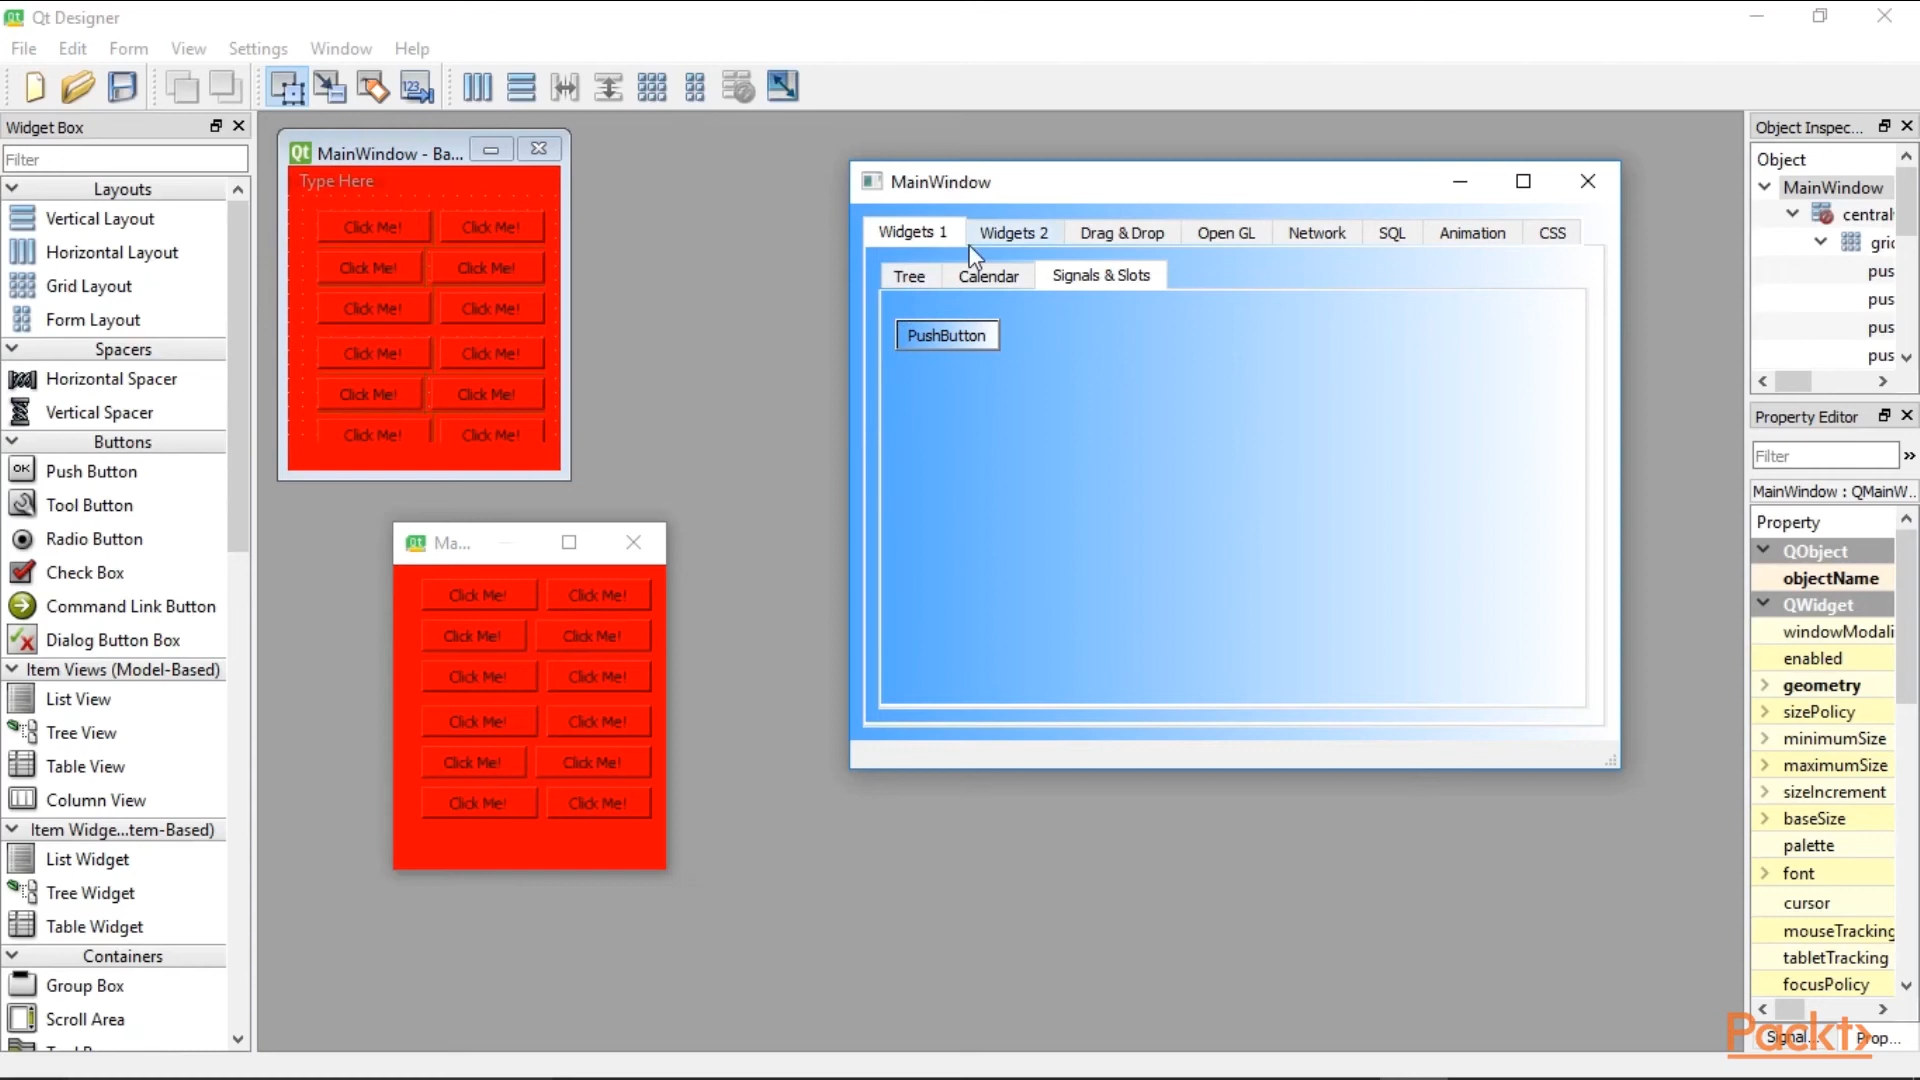 Qt Designer
File Edit Form View Settings Window Help
Widget Box
Filter
Layouts
Vertical Layout
Horizontal Layout
Grid Layout
Form Layout
Spacers
Horizontal Spacer
Vertical Spacer
Buttons
OK Push Button
Tool Button
Radio Button
Check Box
Command Link Button
Dialog Button Box
Item Views (Model-Based)
List View
Tree View
Table View
Column View
Item Widge...tem-Based)
List Widget
Tree Widget
Table Widget
Containers
Group Box
Scroll Area
Qt MainWindow - Ba...
Type Here
Click Me! Click Me!
Click Me! Click Me!
Click Me! Click Me!
Click Me! Click Me!
Click Me! Click Me!
Click Me! Click Me!
Qt Ma...
Click Me! Click Me!
Click Me! Click Me!
Click Me! Click Me!
Click Me! Click Me!
Click Me! Click Me!
Click Me! Click Me!
MainWindow
Widgets 1 Widgets 2 Drag & Drop Open GL Network SQL Animation CSS
Tree Calendar Signals & Slots
PushButton
Object Inspec...
Object
MainWindow
central
gric
pus
pus
pus
pus
Property Editor
Filter
MainWindow : QMainW...
Property
QObject
objectName
QWidget
windowModali
enabled
geometry
sizePolicy
minimumSize
maximumSize
sizeIncrement
baseSize
palette
font
cursor
mouseTracking
tabletTracking
focusPolicy
Signal... Prop...
Packt